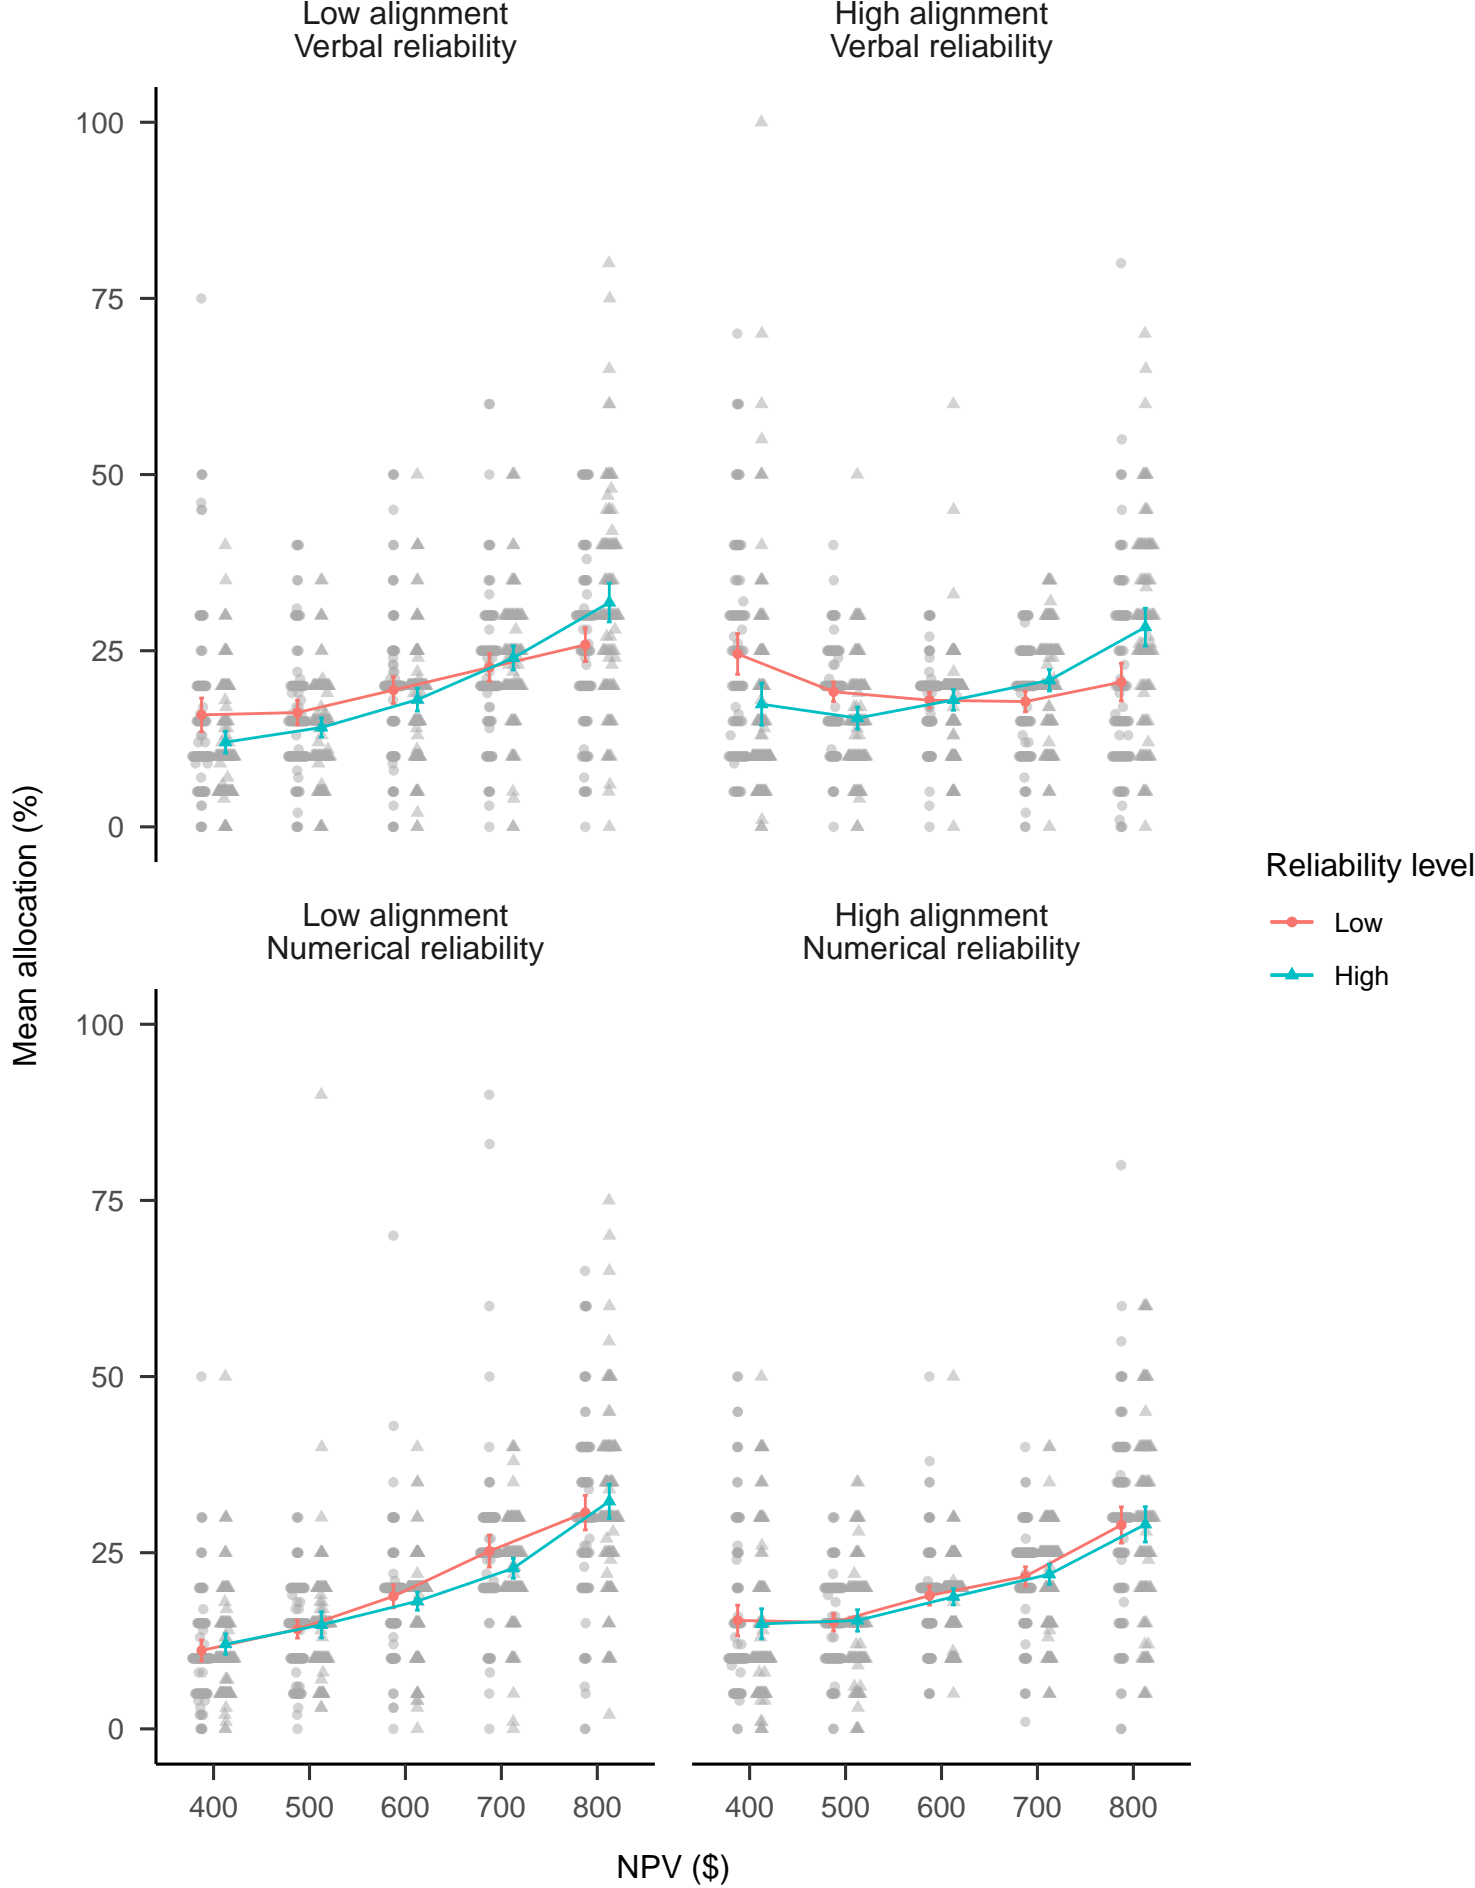 Low alignment
Verbal reliability
High alignment
Verbal reliability
100
75
50
25
0
Mean allocation (%)
Low alignment
Numerical reliability
High alignment
Numerical reliability
100
75
50
25
0
400 500 600 700 800
400 500 600 700 800
NPV ($)
Reliability level
Low
High